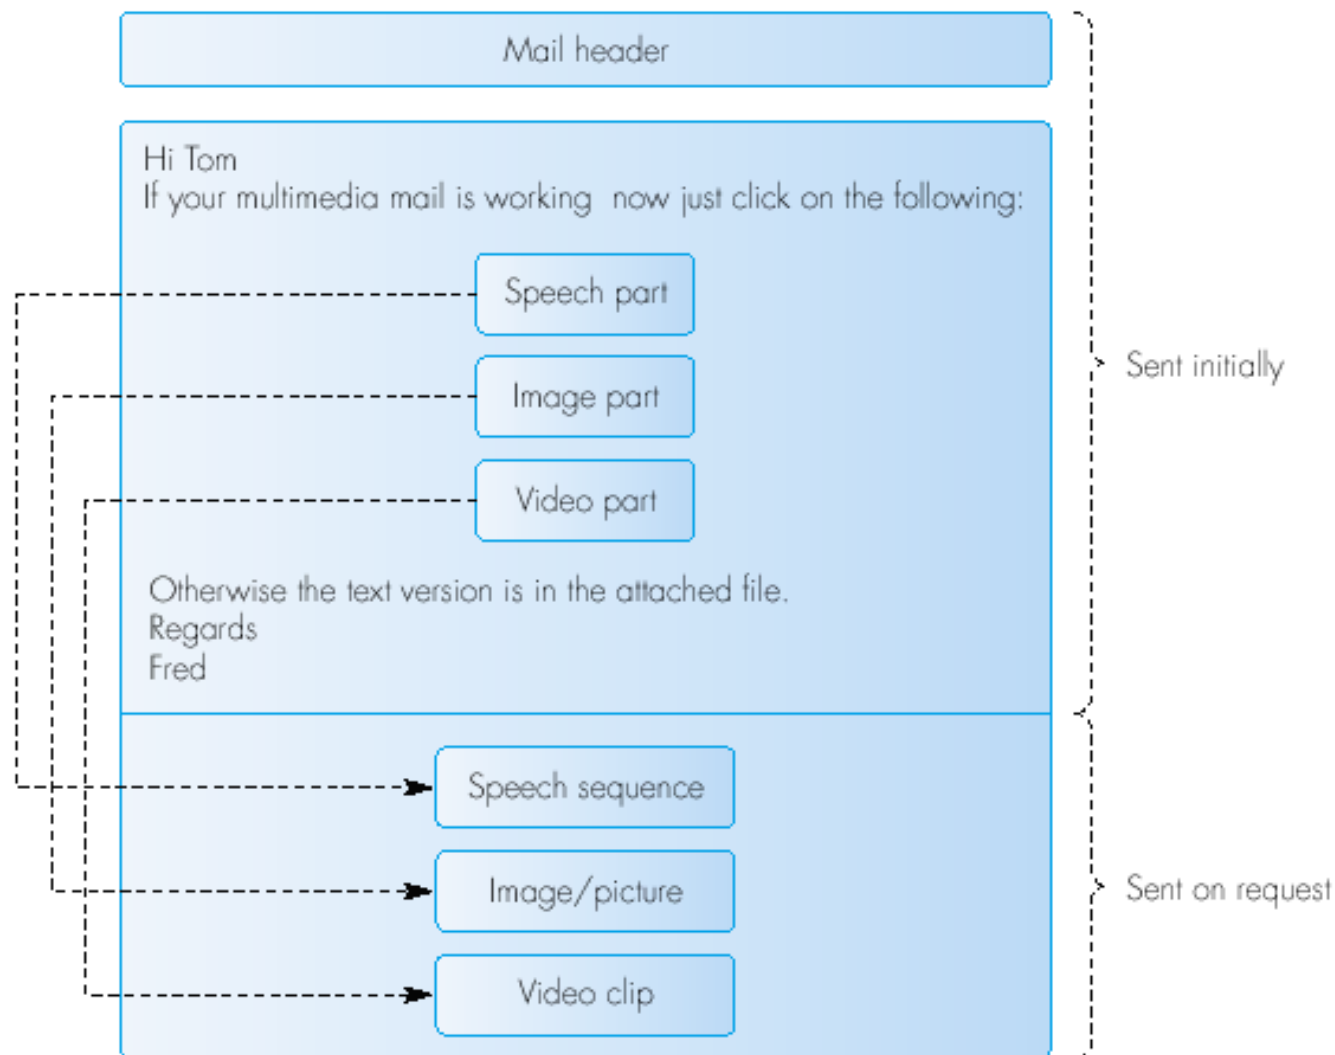 Mail header
Hi Tom
If your multimedia mail is working now just click on the following:
Speech part
Image part
Video part
Sent initially
Otherwise the text version is in the attached file.
Regards
Fred
Speech sequence
Image/picture
Video clip
Sent on request